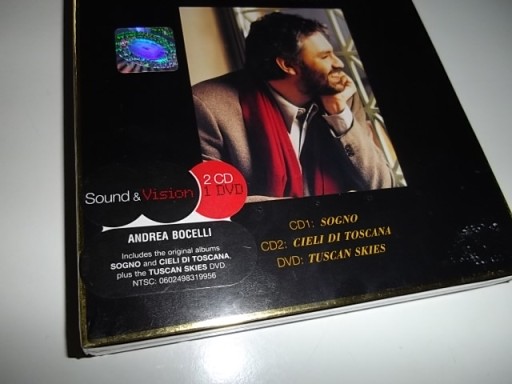 Sound & Vision
2 CD
1 DVD
ANDREA BOCELLI
Includes the original albums
SOGNO and CIELI DI TOSCANA,
plus the TUSCAN SKIES DVD.
NTSC: 0602498319956
CD1: SOGNO
CD2: CIELI DI TOSCANA
DVD: TUSCAN SKIES